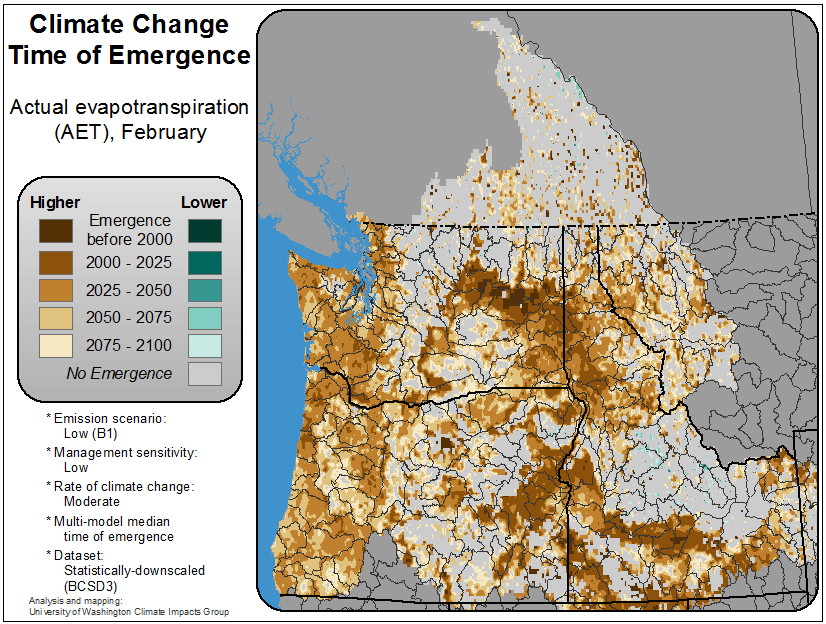 Climate Change
Time of Emergence
Actual evapotranspiration
(AET), February
Higher
Lower
Emergence
before 2000
2000 - 2025
2025 - 2050
2050 - 2075
2075 - 2100
No Emergence
* Emission scenario:
Low (B1)
* Management sensitivity:
Low
* Rate of climate change:
Moderate
* Multi-model median
time of emergence
* Dataset:
Statistically-downscaled
(BCSD3)
Analysis and mapping:
University of Washington Climate Impacts Group